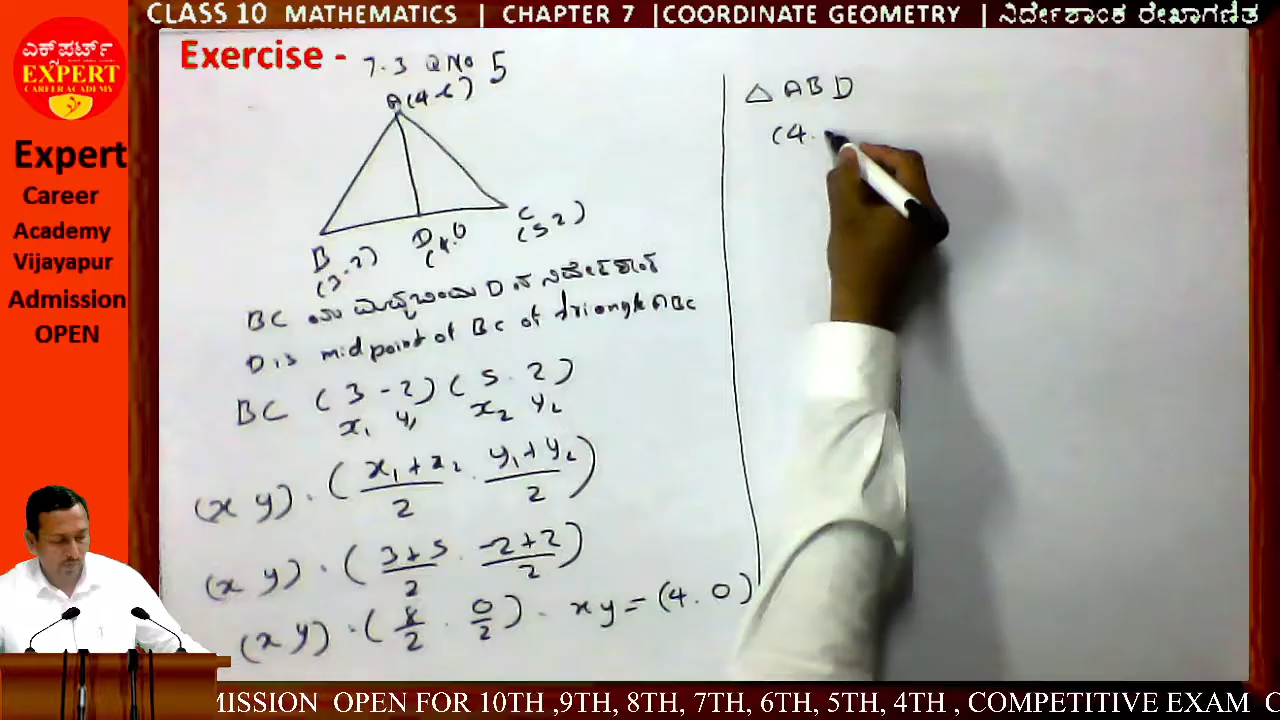 CLASS 10 MATHEMATICS | CHAPTER 7 |COORDINATE GEOMETRY | ನಿರ್ದೇಶಾಂಕ ರೇಖಾಗಣಿತ
ಎಕ್ಸ್‌ಪರ್ಟ್
EXPERT
CAREER ACADEMY
Expert
Career
Academy
Vijayapur
Admission
OPEN
Exercise - 7.3 Q No 5
A(4-6)
B
(3-2)
D
(4.0
C
(5 2)
BC ಯ ಮಧ್ಯಬಿಂದು D ನ ನಿರ್ದೇಶಾಂಕ
D is midpoint of BC of triangle ABC
BC (3 -2) (5. 2)
x₁ y₁ x₂ y₂
(x y) . (x₁+x₂/2 . y₁+y₂/2)
(x y) . (3+5/2 . -2+2/2)
(x y) . (8/2 . 0/2) . x y = (4. 0)
△ ABD
(4.
MISSION OPEN FOR 10TH ,9TH, 8TH, 7TH, 6TH, 5TH, 4TH , COMPETITIVE EXAM C